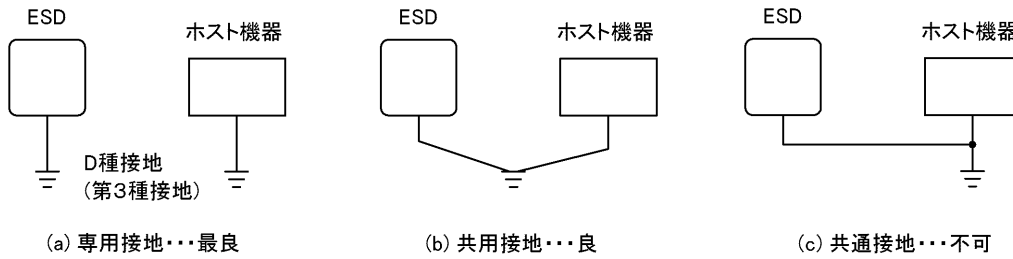 ESD
ホスト機器
D種接地
(第3種接地)
(a) 専用接地・・・最良
ESD
ホスト機器
(b) 共用接地・・・良
ESD
ホスト機器
(c) 共通接地・・・不可